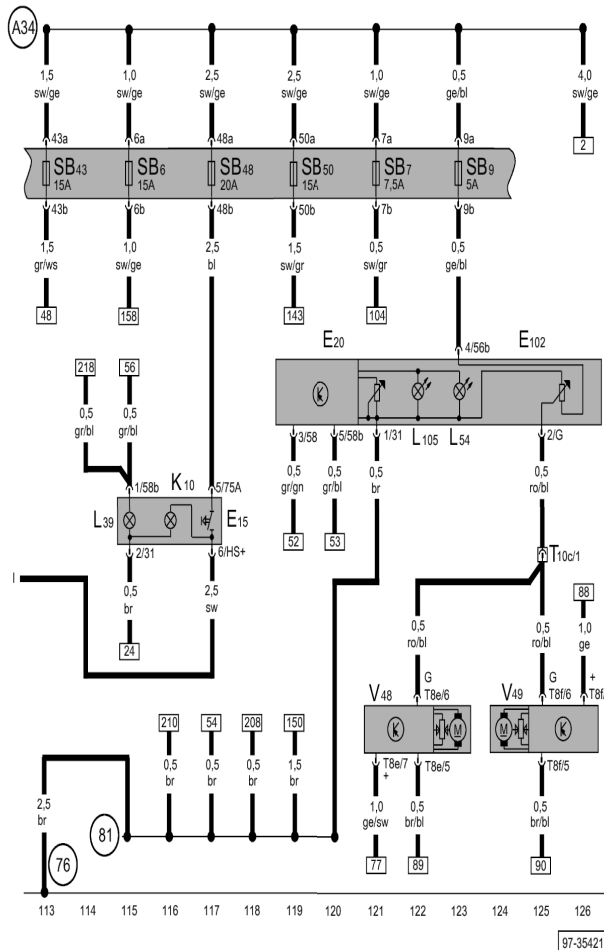 A34
1,5 1,0 2,5 2,5 1,0 0,5 4,0
sw/ge sw/ge sw/ge sw/ge sw/ge ge/bl sw/ge
43a 6a 48a 50a 7a 9a 2
SB43 SB6 SB48 SB50 SB7 SB9
15A 15A 20A 15A 7,5A 5A
43b 6b 48b 50b 7b 9b
1,5 1,0 2,5 1,5 0,5 0,5
gr/ws sw/ge bl sw/gr sw/gr ge/bl
48 158 143 104
E20 4/56b E102
218 56
0,5 0,5
gr/bl gr/bl
3/58 5/58b 1/31 L105 L54 2/G
K10
1/58b 5/75A
0,5 0,5 0,5 0,5
gr/gn gr/bl br ro/bl
L39 E15
52 53
2/31 6/HS+
T10c/1
I
0,5 2,5
br sw
88
24
0,5 0,5 1,0
ro/bl ro/bl ge
G G +
V48 T8e/6 V49 T8f/6 T8f/
210 54 208 150
M M
0,5 0,5 0,5 1,5
br br br br
T8e/7 T8e/5 T8f/5
+
2,5
br
1,0 0,5 0,5
ge/sw br/bl br/bl
81
76
77 89 90
113 114 115 116 117 118 119 120 121 122 123 124 125 126
97-35421